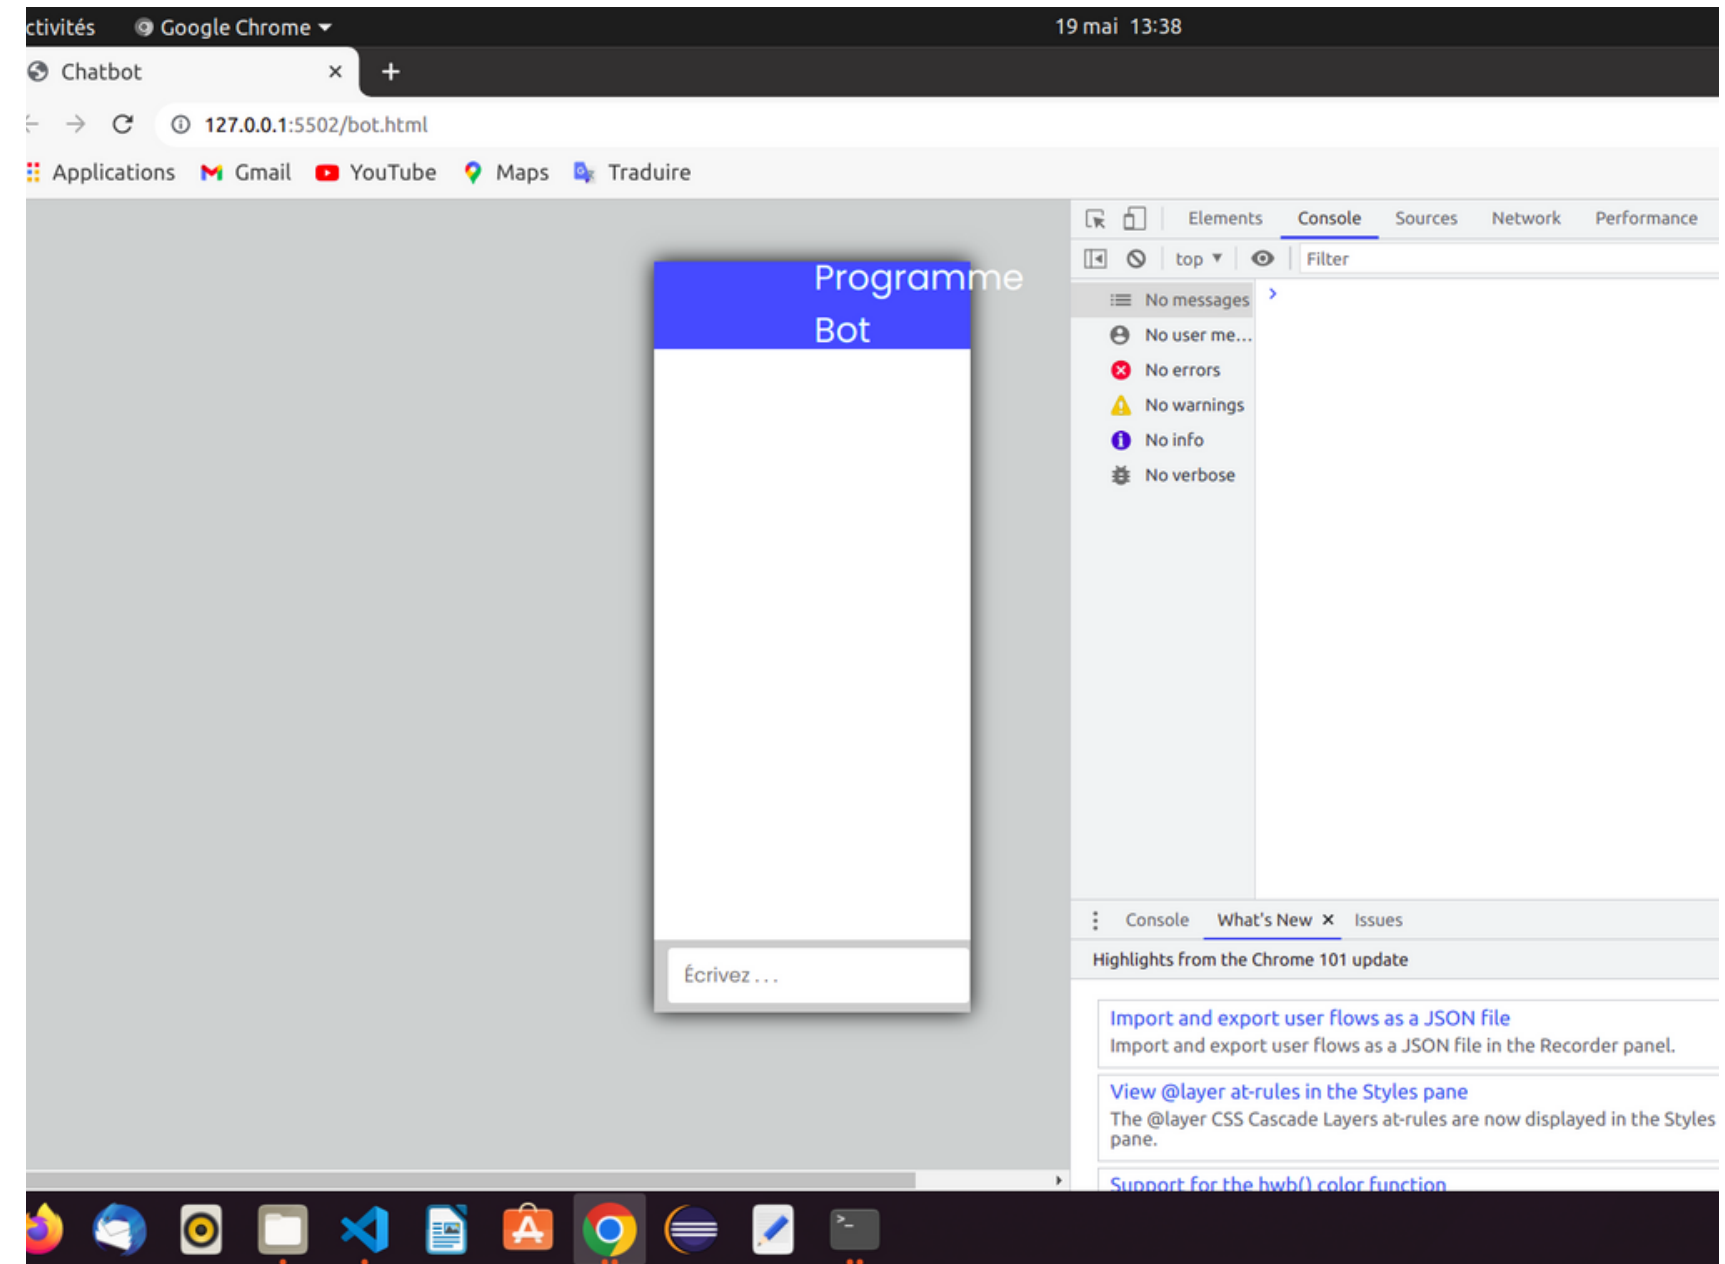 ctivités Google Chrome 19 mai 13:38
Chatbot × +
127.0.0.1:5502/bot.html
Applications Gmail YouTube Maps Traduire
Elements Console Sources Network Performance
top Filter
Programme
Bot
No messages
No user me...
No errors
No warnings
No info
No verbose
Écrivez . . .
Console What's New × Issues
Highlights from the Chrome 101 update
Import and export user flows as a JSON file
Import and export user flows as a JSON file in the Recorder panel.
View @layer at-rules in the Styles pane
The @layer CSS Cascade Layers at-rules are now displayed in the Styles
pane.
Support for the hwb() color function